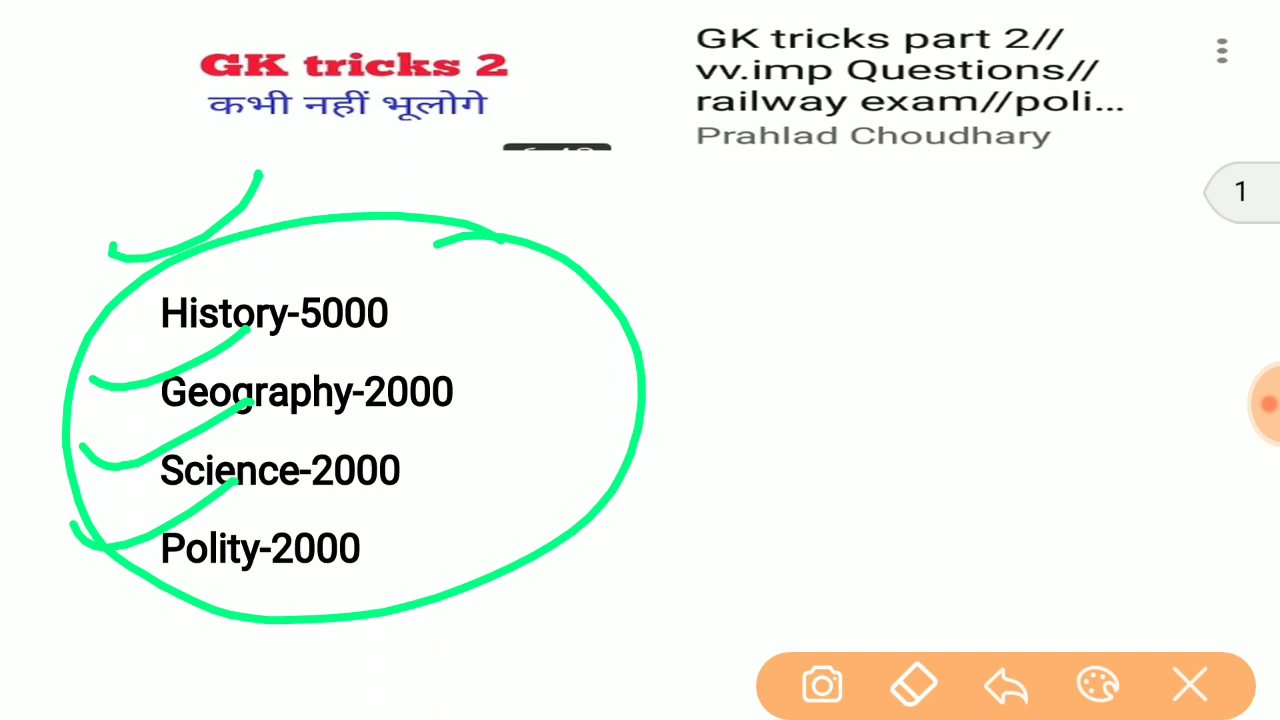 GK tricks 2
कभी नहीं भूलोगे
GK tricks part 2//
vv.imp Questions//
railway exam//poli...
Prahlad Choudhary
1
History-5000
Geography-2000
Science-2000
Polity-2000